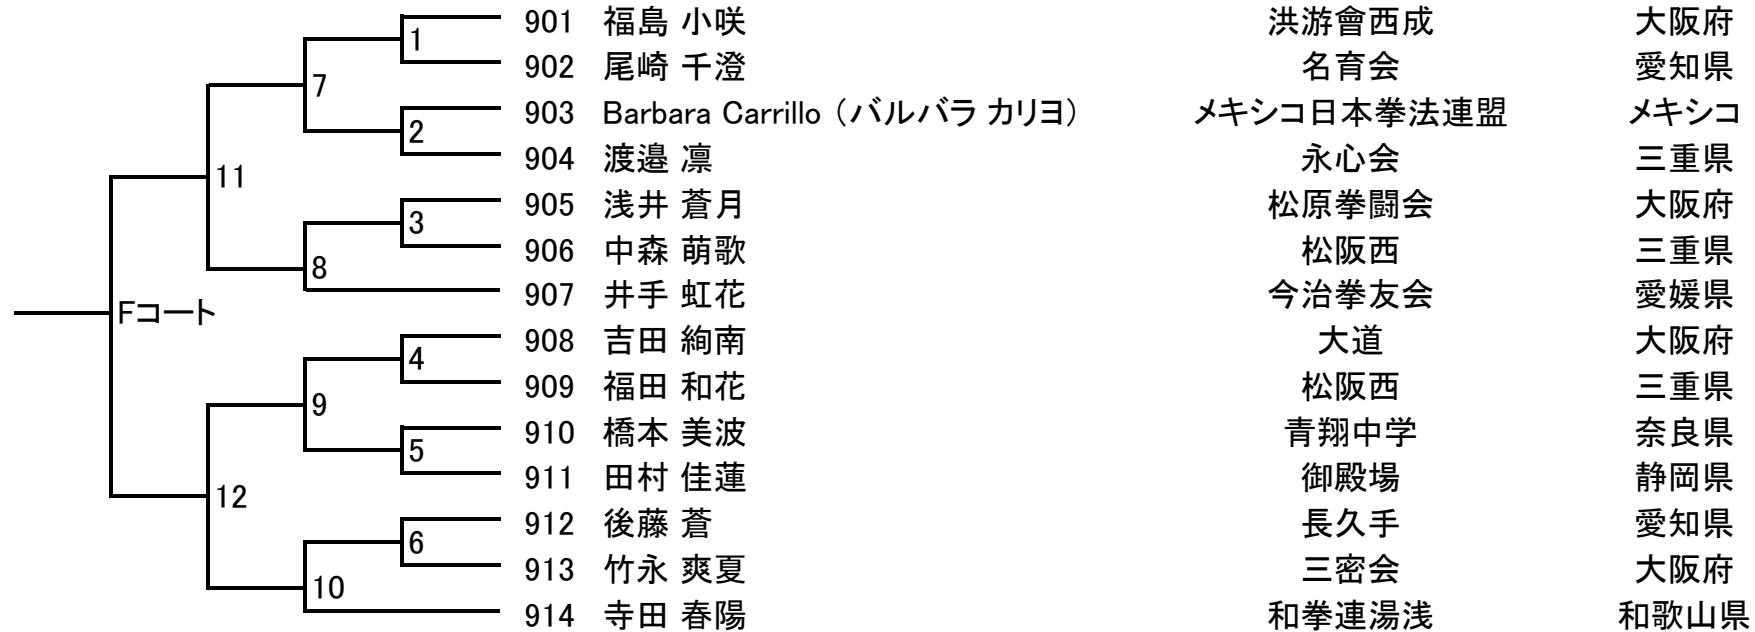 901 福島 小咲 洪游會西成 大阪府
1
902 尾崎 千澄 名育会 愛知県
7
903 Barbara Carrillo（バルバラ カリヨ） メキシコ日本拳法連盟 メキシコ
2
904 渡邉 凛 永心会 三重県
11
905 浅井 蒼月 松原拳闘会 大阪府
3
906 中森 萌歌 松阪西 三重県
8
907 井手 虹花 今治拳友会 愛媛県
Fコート
908 吉田 絢南 大道 大阪府
4
909 福田 和花 松阪西 三重県
9
910 橋本 美波 青翔中学 奈良県
5
911 田村 佳蓮 御殿場 静岡県
12
912 後藤 蒼 長久手 愛知県
6
913 竹永 爽夏 三密会 大阪府
10
914 寺田 春陽 和拳連湯浅 和歌山県